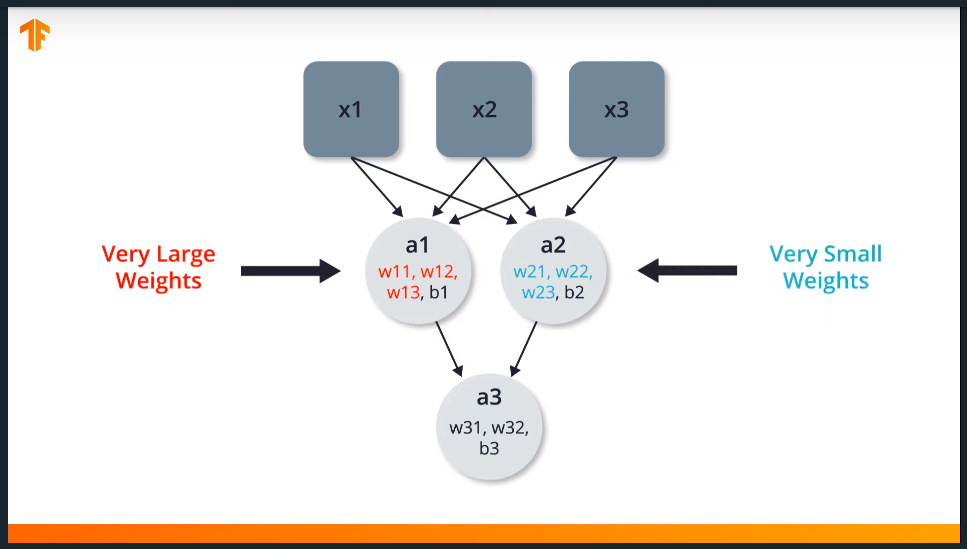 x1
x2
x3
Very Large
Weights
a1
w11, w12,
w13, b1
a2
w21, w22,
w23, b2
Very Small
Weights
a3
w31, w32,
b3